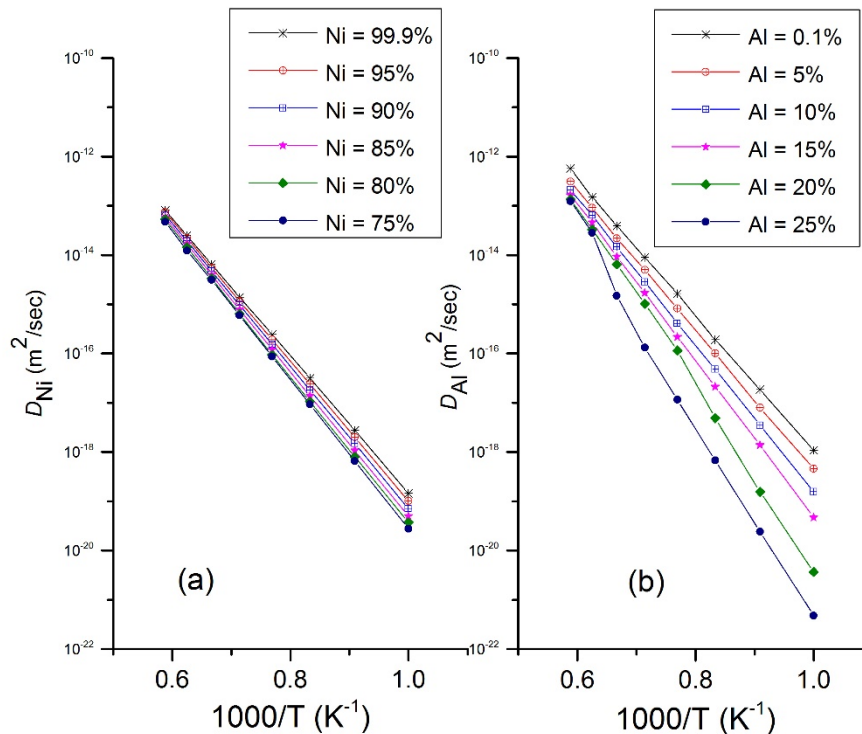 Ni = 99.9%
Ni = 95%
Ni = 90%
Ni = 85%
Ni = 80%
Ni = 75%
10⁻¹⁰
10⁻¹²
10⁻¹⁴
10⁻¹⁶
10⁻¹⁸
10⁻²⁰
10⁻²²
D_Ni (m²/sec)
(a)
0.6 0.8 1.0
1000/T (K⁻¹)
Al = 0.1%
Al = 5%
Al = 10%
Al = 15%
Al = 20%
Al = 25%
10⁻¹⁰
10⁻¹²
10⁻¹⁴
10⁻¹⁶
10⁻¹⁸
10⁻²⁰
10⁻²²
D_Al (m²/sec)
(b)
0.6 0.8 1.0
1000/T (K⁻¹)